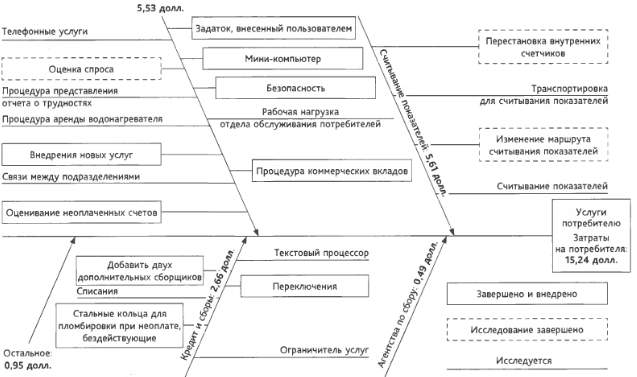 5,53 долл.
Телефонные услуги
Задаток, внесенный пользователем
Мини-компьютер
Оценка спроса
Безопасность
Процедура представления
отчета о трудностях
Рабочая нагрузка
отдела обслуживания потребителей
Процедура аренды водонагревателя
Внедрения новых услуг
Процедура коммерческих вкладов
Связи между подразделениями
Оценивание неоплаченных счетов
Считывание показателей: 5,61 долл.
Перестановка внутренних
счетчиков
Транспортировка
для считывания показателей
Изменение маршрута
считывания показателей
Считывание показателей
Услуги
потребителю
Затраты
на потребителя:
15,24 долл.
Остальное:
0,95 долл.
Добавить двух
дополнительных сборщиков
Списания
Стальные кольца для
пломбировки при неоплате,
бездействующие
Кредит и сборы: 2,66 долл.
Текстовый процессор
Переключения
Ограничитель услуг
Агентства по сбору: 0,49 долл.
Завершено и внедрено
Исследование завершено
Исследуется